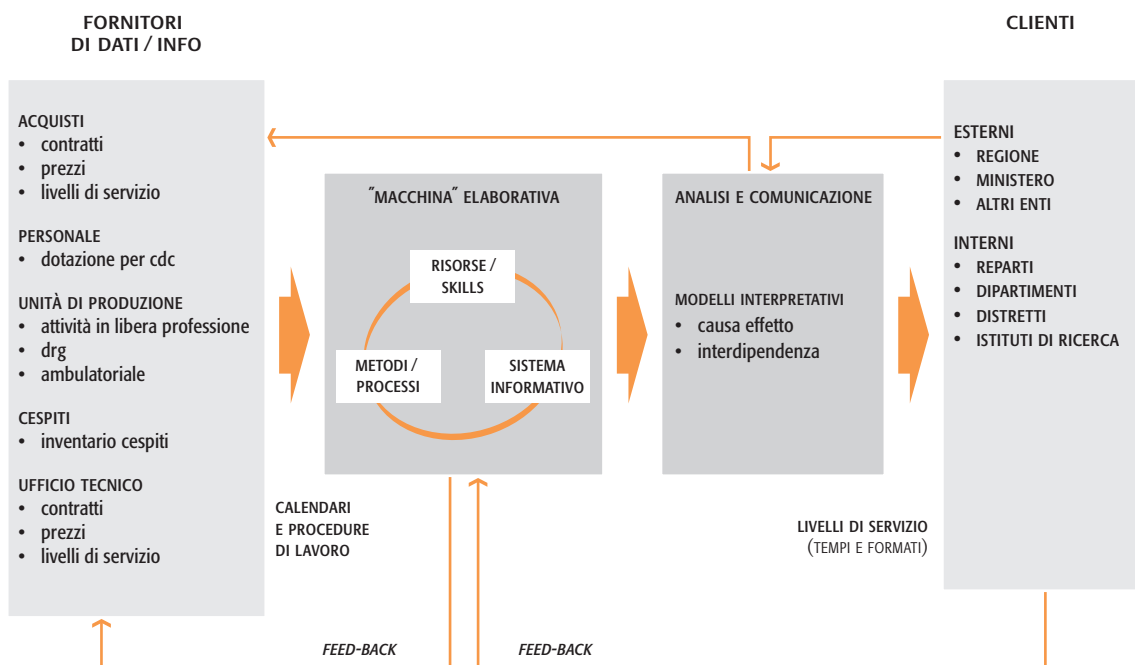 FORNITORI
DI DATI / INFO
ACQUISTI
• contratti
• prezzi
• livelli di servizio
PERSONALE
• dotazione per cdc
UNITÀ DI PRODUZIONE
• attività in libera professione
• drg
• ambulatoriale
CESPITI
• inventario cespiti
UFFICIO TECNICO
• contratti
• prezzi
• livelli di servizio
"MACCHINA" ELABORATIVA
RISORSE /
SKILLS
METODI /
PROCESSI
SISTEMA
INFORMATIVO
CALENDARI
E PROCEDURE
DI LAVORO
FEED-BACK
FEED-BACK
ANALISI E COMUNICAZIONE
MODELLI INTERPRETATIVI
• causa effetto
• interdipendenza
LIVELLI DI SERVIZIO
(TEMPI E FORMATI)
CLIENTI
ESTERNI
• REGIONE
• MINISTERO
• ALTRI ENTI
INTERNI
• REPARTI
• DIPARTIMENTI
• DISTRETTI
• ISTITUTI DI RICERCA